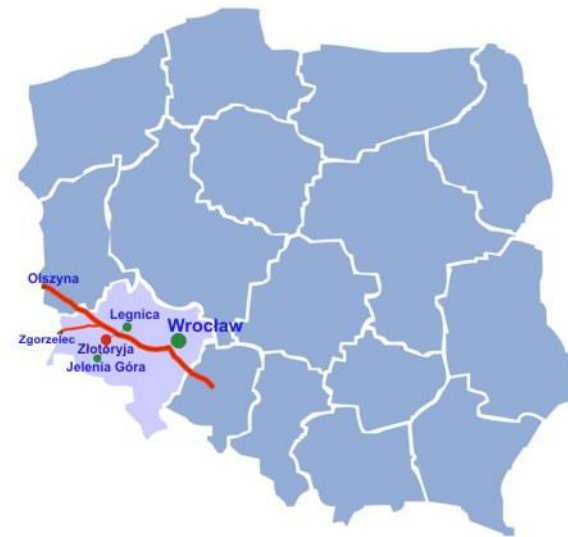 Olszyna
Legnica
Wrocław
Zgorzelec
Złotoryja
Jelenia Góra